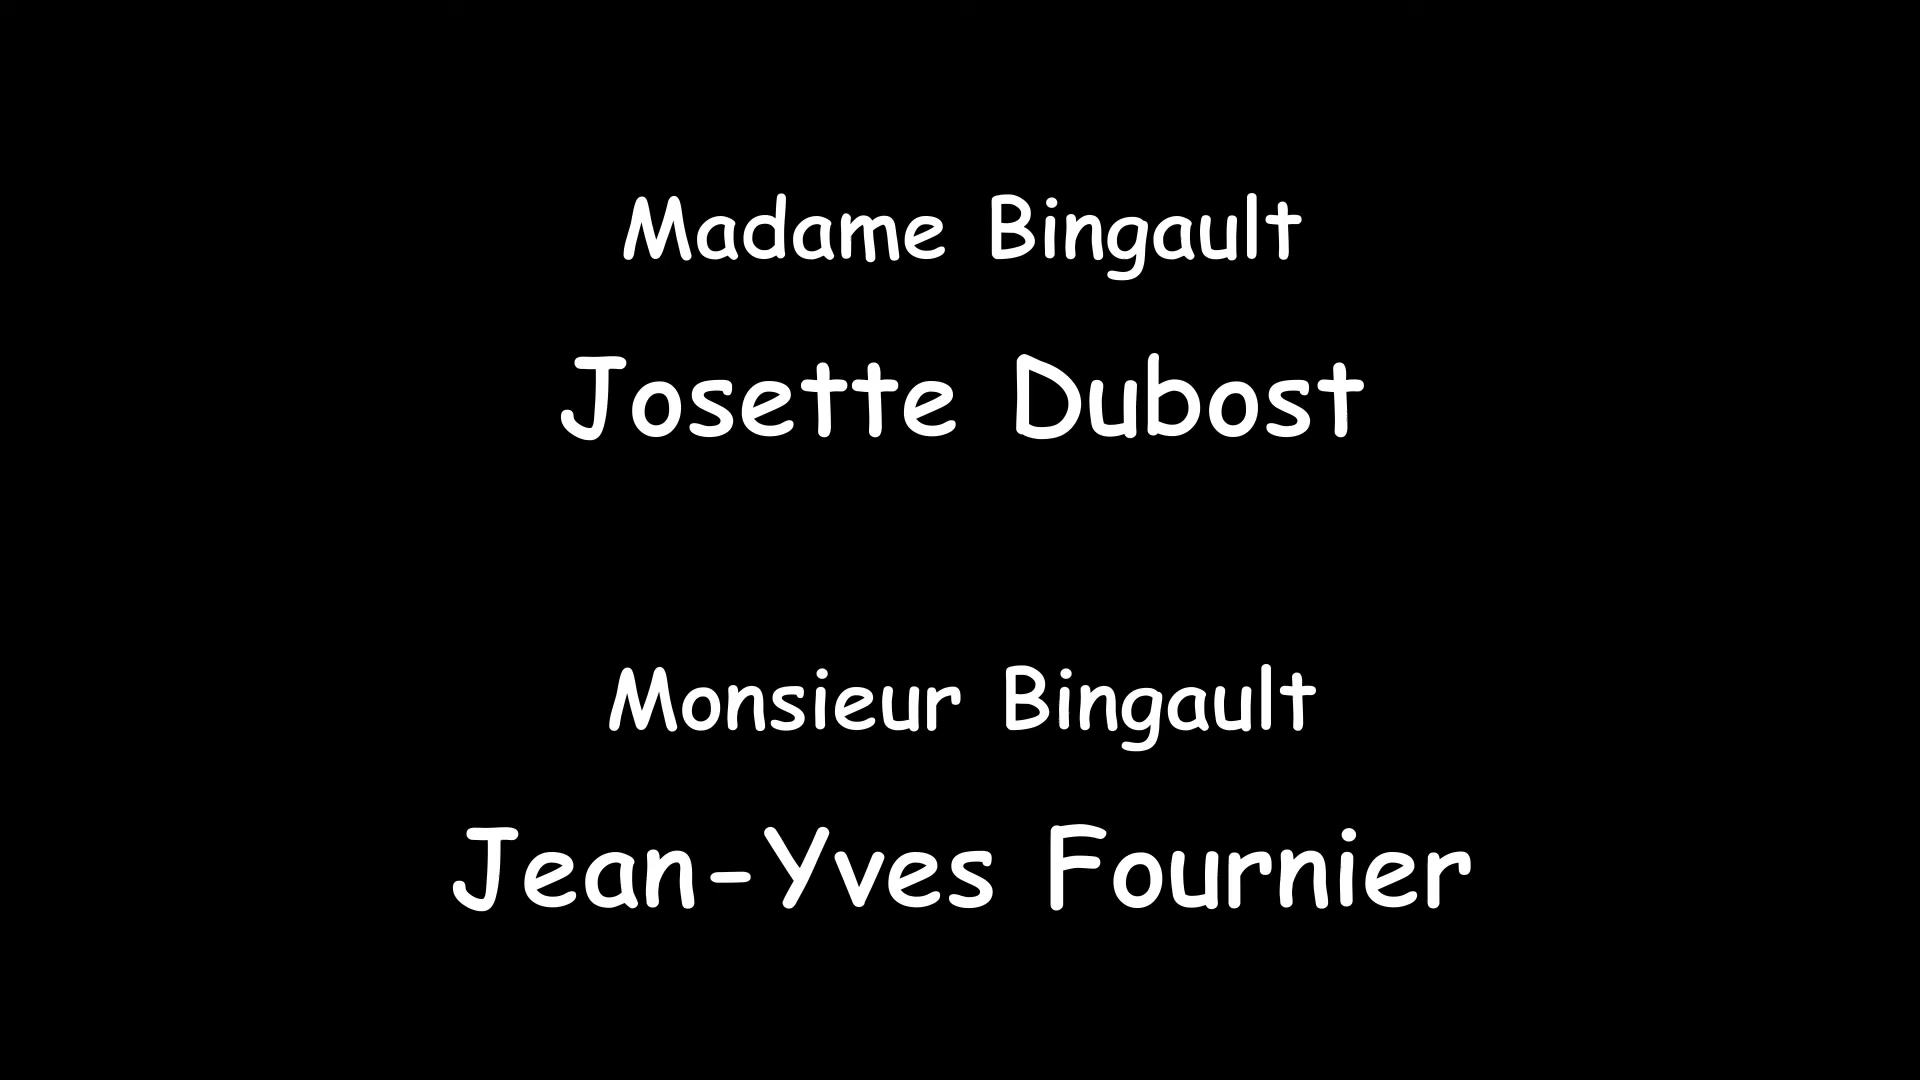 Madame Bingault
Josette Dubost
Monsieur Bingault
Jean-Yves Fournier